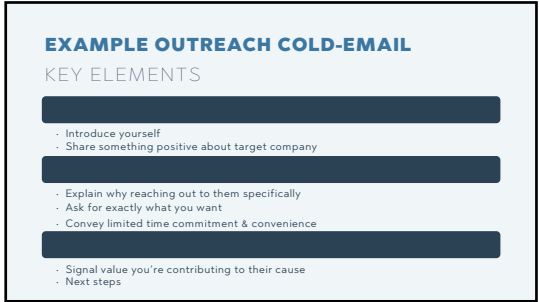 EXAMPLE OUTREACH COLD-EMAIL
KEY ELEMENTS
· Introduce yourself
· Share something positive about target company
· Explain why reaching out to them specifically
· Ask for exactly what you want
· Convey limited time commitment & convenience
· Signal value you're contributing to their cause
· Next steps